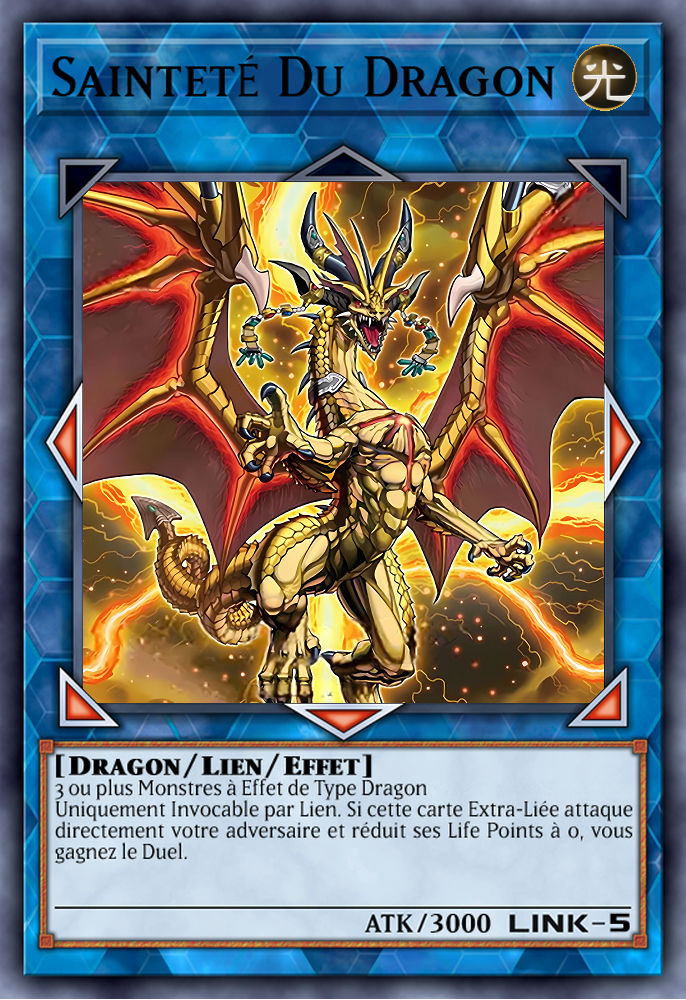 Sainteté Du Dragon
光
[Dragon/Lien/Effet]
3 ou plus Monstres à Effet de Type Dragon
Uniquement Invocable par Lien. Si cette carte Extra-Liée attaque
directement votre adversaire et réduit ses Life Points à 0, vous
gagnez le Duel.
ATK/3000 LINK-5